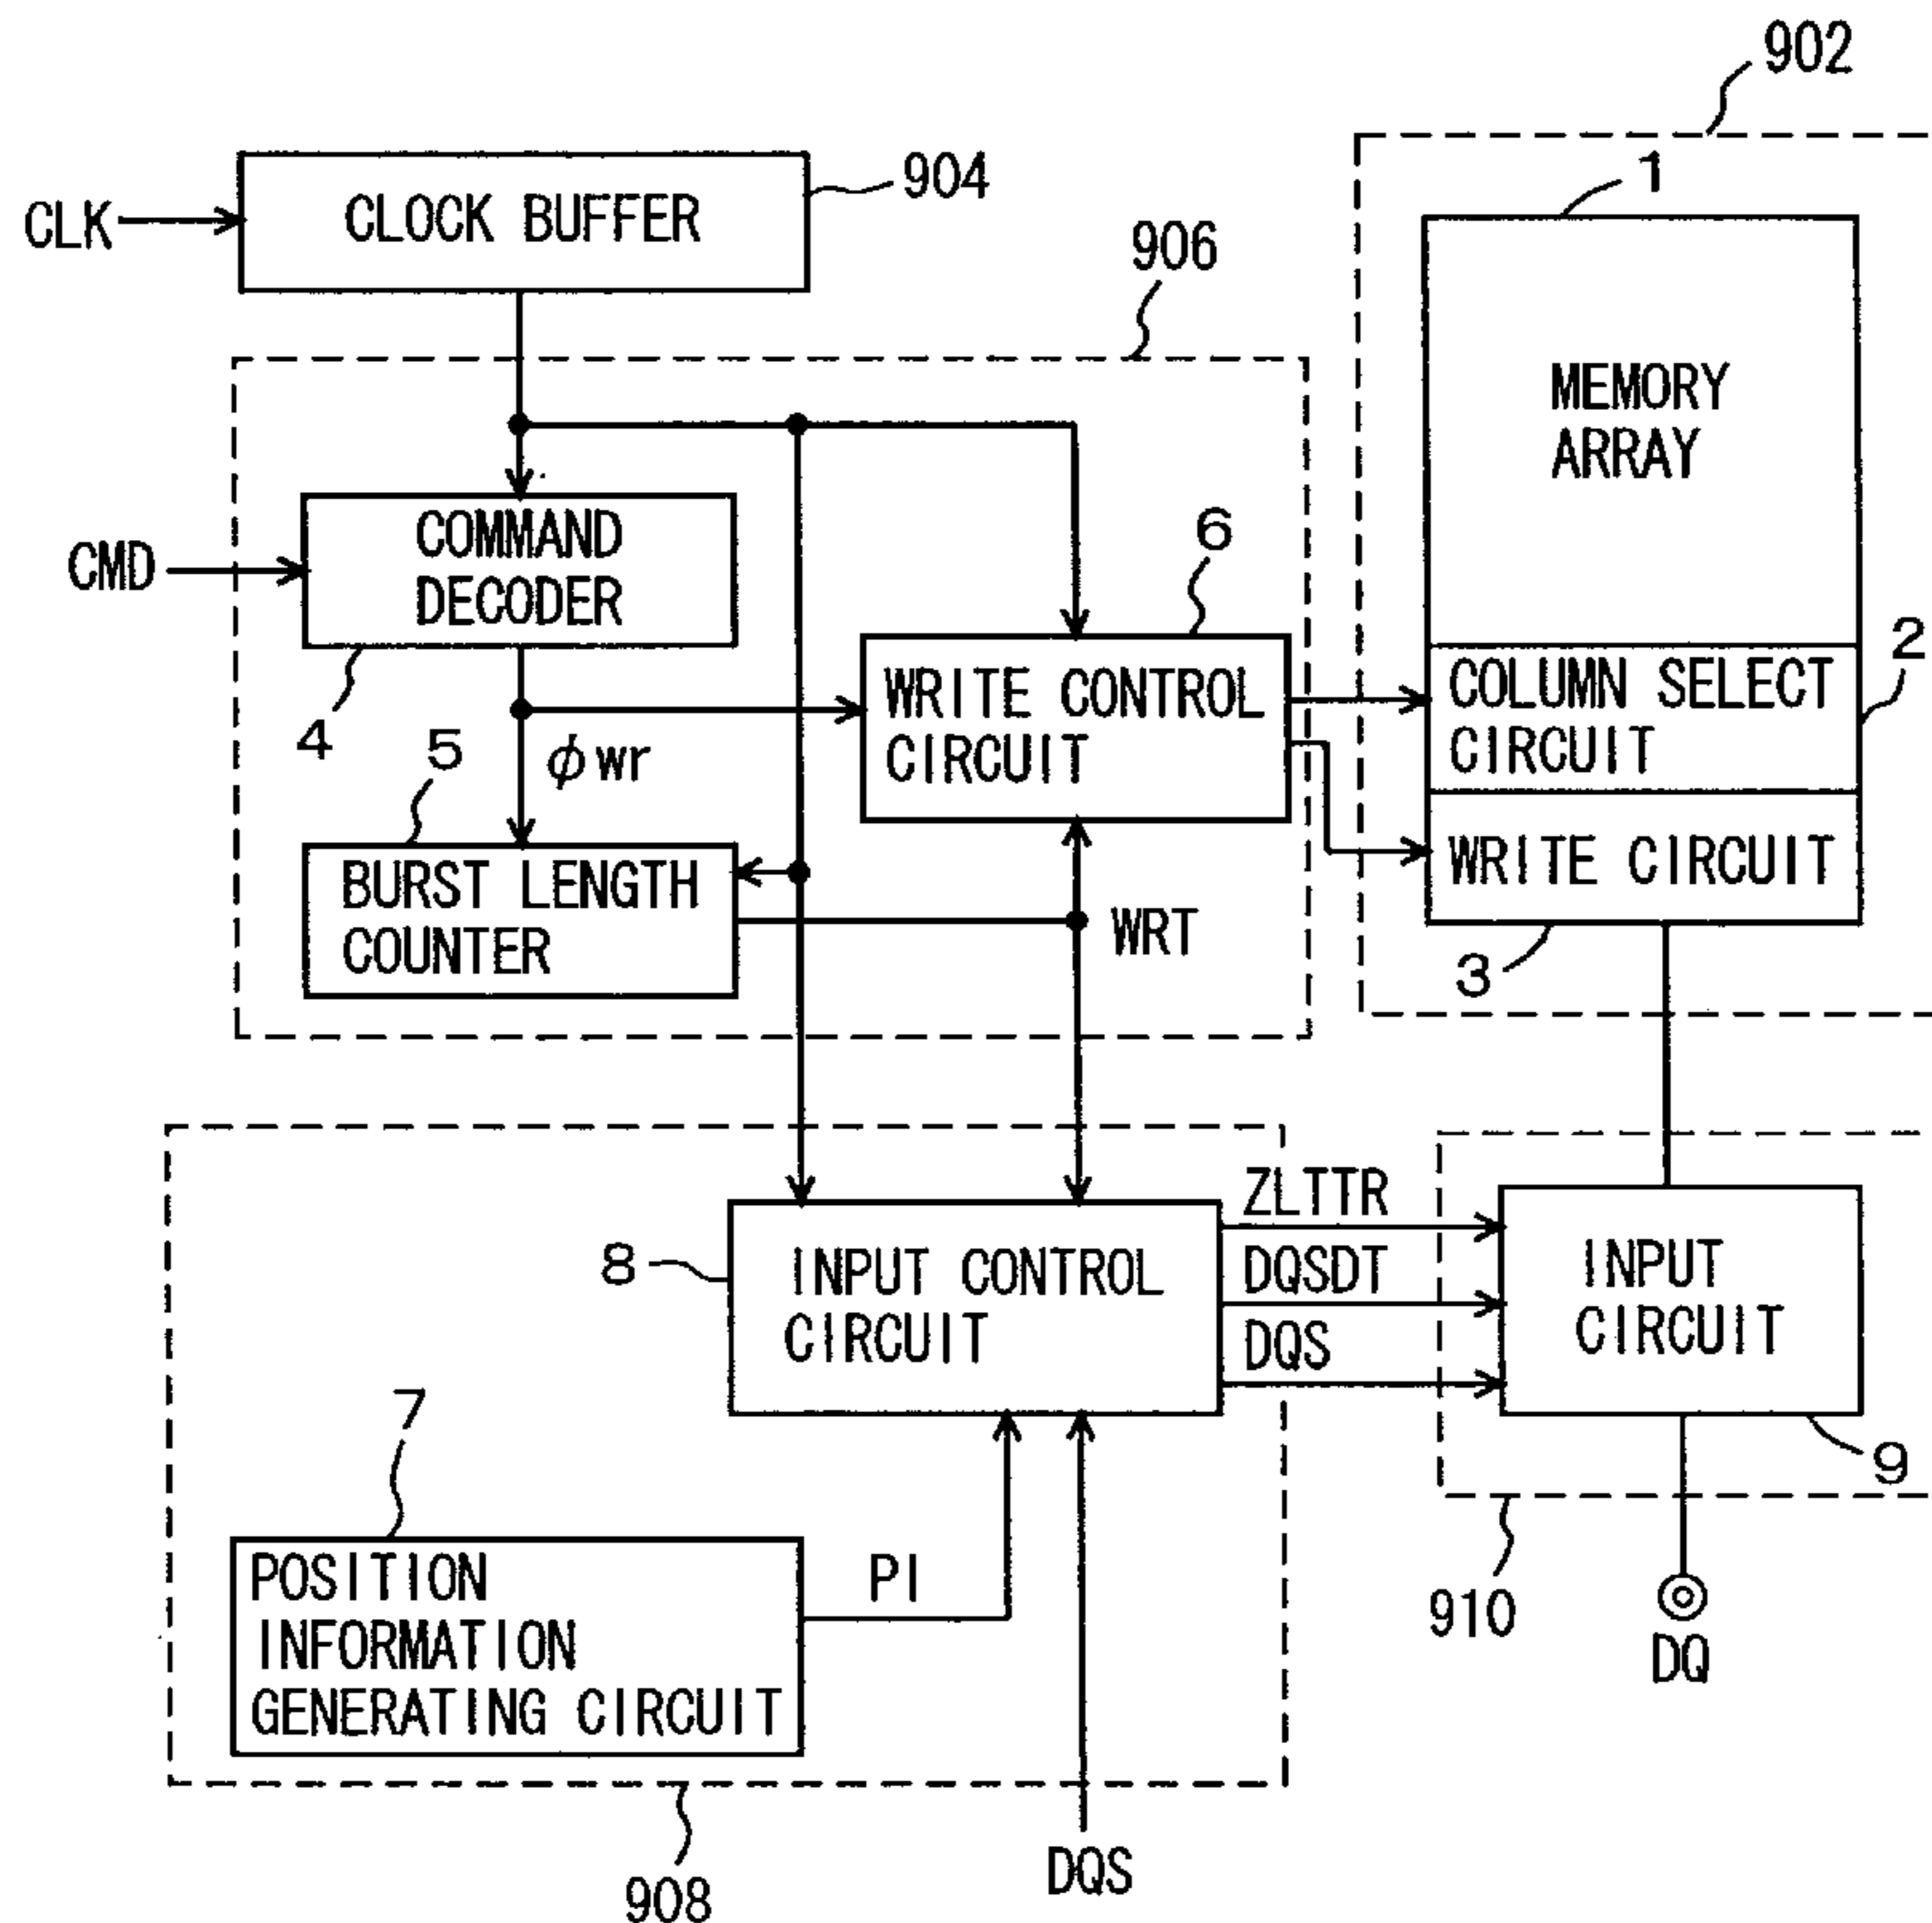 902
904
1
CLK
CLOCK BUFFER
906
MEMORY
ARRAY
COMMAND
DECODER
6
CMD
2
WRITE CONTROL
CIRCUIT
COLUMN SELECT
CIRCUIT
4
5
φwr
BURST LENGTH
COUNTER
WRT
WRITE CIRCUIT
3
ZLTTR
8
INPUT CONTROL
CIRCUIT
DQSDT
DQS
INPUT
CIRCUIT
7
9
POSITION
INFORMATION
GENERATING CIRCUIT
PI
910
DQ
908
DQS